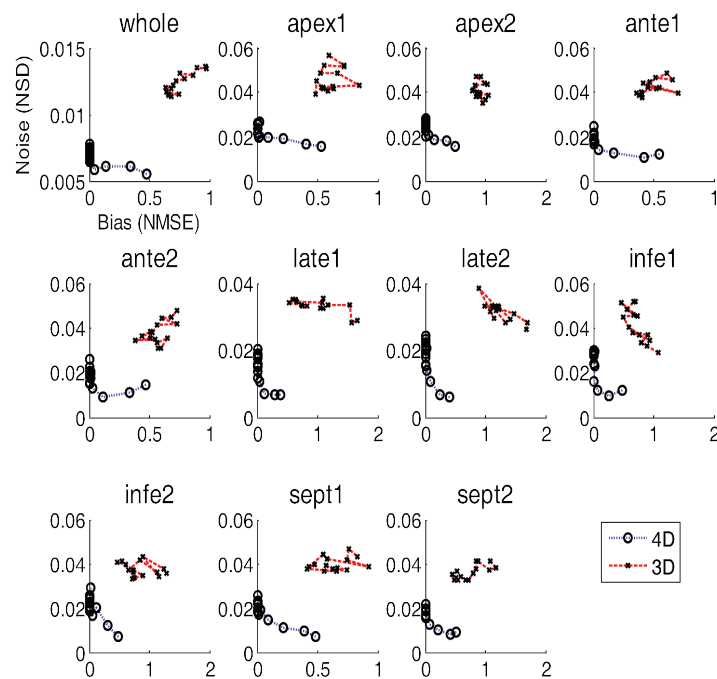 whole apex1 apex2 ante1
0.015 0.06 0.06 0.06
0.01 0.04 0.04 0.04
0.02 0.02 0.02
0.005 0 0 0
0 0.5 1 0 0.5 1 0 1 2 0 0.5 1
Noise (NSD)
Bias (NMSE)
ante2 late1 late2 infe1
0.06 0.04 0.04 0.06
0.04 0.04
0.02 0.02 0.02 0.02
0 0 0 0
0 0.5 1 0 1 2 0 1 2 0 1 2
infe2 sept1 sept2
0.06 0.06 0.06
0.04 0.04 0.04
0.02 0.02 0.02
0 0 0
0 1 2 0 0.5 1 0 1 2
4D
3D